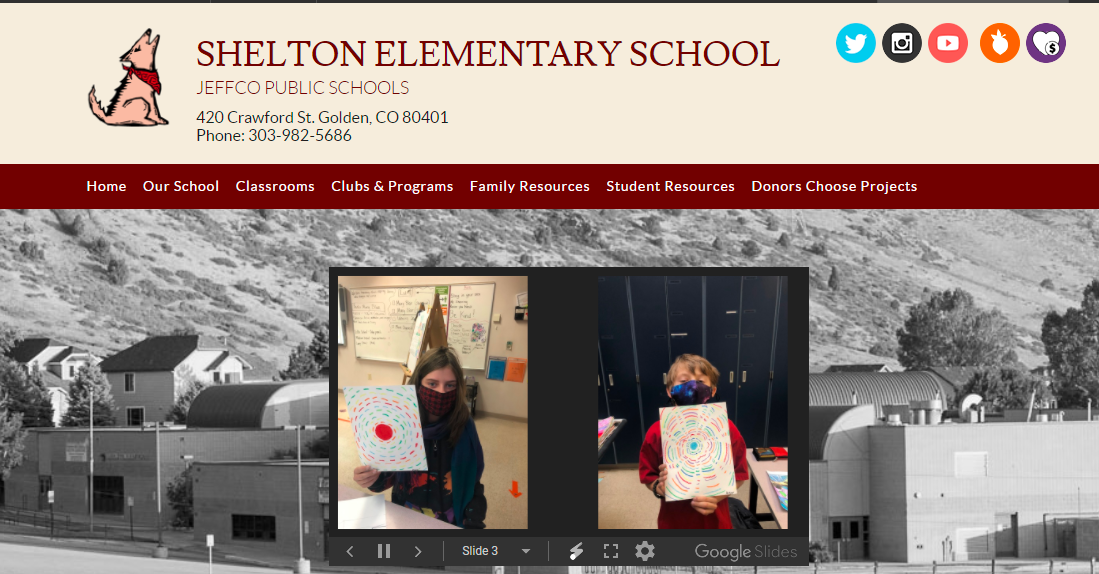 SHELTON ELEMENTARY SCHOOL
JEFFCO PUBLIC SCHOOLS
420 Crawford St. Golden, CO 80401
Phone: 303-982-5686
Home Our School Classrooms Clubs & Programs Family Resources Student Resources Donors Choose Projects
Slide 3
Google Slides